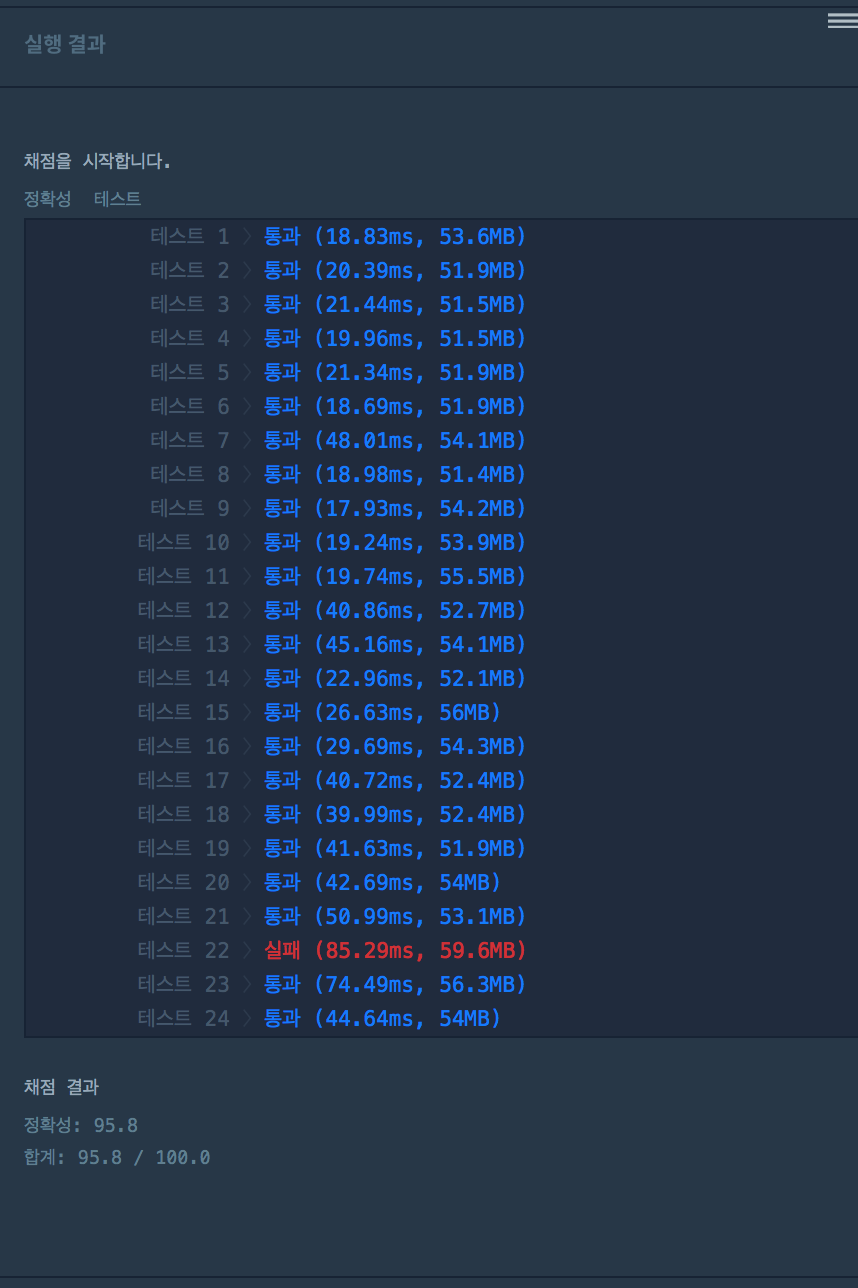 실행 결과
채점을 시작합니다.
정확성 테스트
테스트 1 〉 통과 (18.83ms, 53.6MB)
테스트 2 〉 통과 (20.39ms, 51.9MB)
테스트 3 〉 통과 (21.44ms, 51.5MB)
테스트 4 〉 통과 (19.96ms, 51.5MB)
테스트 5 〉 통과 (21.34ms, 51.9MB)
테스트 6 〉 통과 (18.69ms, 51.9MB)
테스트 7 〉 통과 (48.01ms, 54.1MB)
테스트 8 〉 통과 (18.98ms, 51.4MB)
테스트 9 〉 통과 (17.93ms, 54.2MB)
테스트 10 〉 통과 (19.24ms, 53.9MB)
테스트 11 〉 통과 (19.74ms, 55.5MB)
테스트 12 〉 통과 (40.86ms, 52.7MB)
테스트 13 〉 통과 (45.16ms, 54.1MB)
테스트 14 〉 통과 (22.96ms, 52.1MB)
테스트 15 〉 통과 (26.63ms, 56MB)
테스트 16 〉 통과 (29.69ms, 54.3MB)
테스트 17 〉 통과 (40.72ms, 52.4MB)
테스트 18 〉 통과 (39.99ms, 52.4MB)
테스트 19 〉 통과 (41.63ms, 51.9MB)
테스트 20 〉 통과 (42.69ms, 54MB)
테스트 21 〉 통과 (50.99ms, 53.1MB)
테스트 22 〉 실패 (85.29ms, 59.6MB)
테스트 23 〉 통과 (74.49ms, 56.3MB)
테스트 24 〉 통과 (44.64ms, 54MB)
채점 결과
정확성: 95.8
합계: 95.8 / 100.0